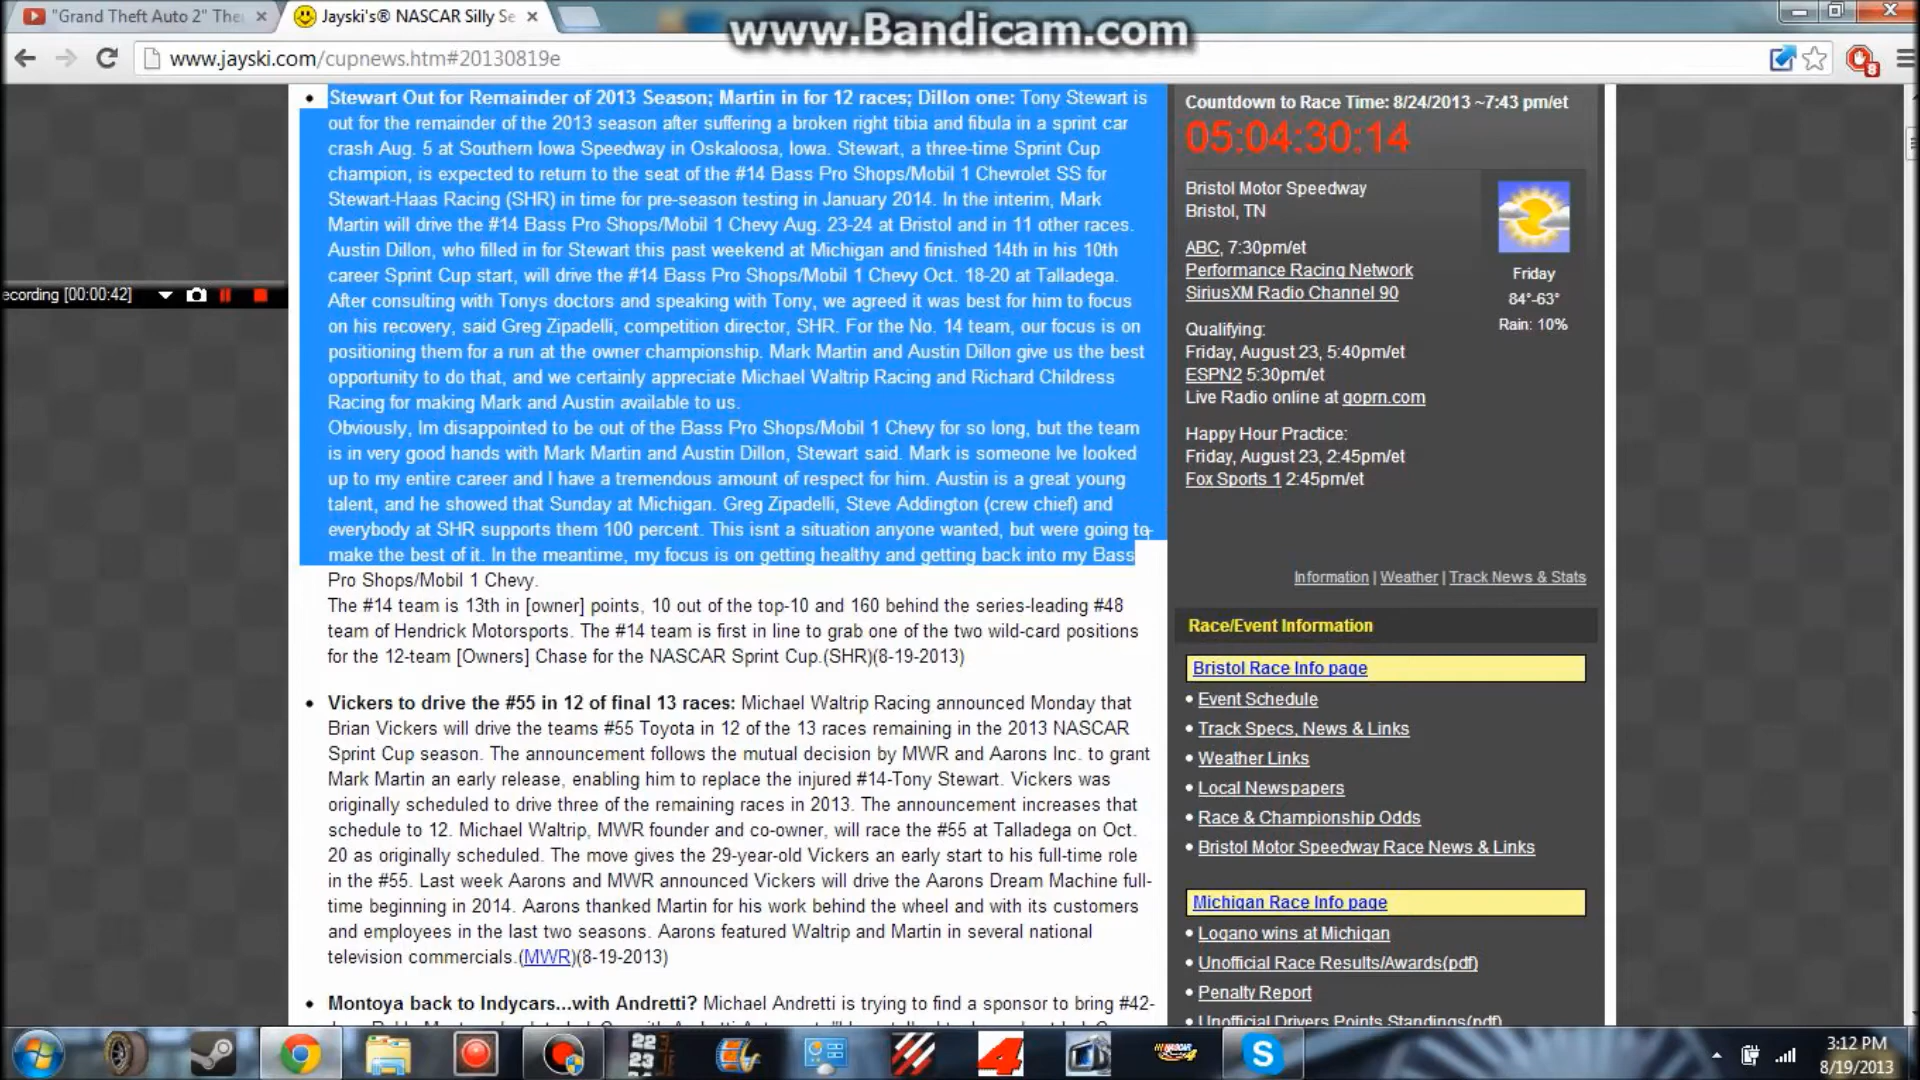 "Grand Theft Auto 2" The
Jayski's® NASCAR Silly Se
www.Bandicam.com
www.jayski.com/cupnews.htm#20130819e
8
Stewart Out for Remainder of 2013 Season; Martin in for 12 races; Dillon one: Tony Stewart is
out for the remainder of the 2013 season after suffering a broken right tibia and fibula in a sprint car
crash Aug. 5 at Southern Iowa Speedway in Oskaloosa, Iowa. Stewart, a three-time Sprint Cup
champion, is expected to return to the seat of the #14 Bass Pro Shops/Mobil 1 Chevrolet SS for
Stewart-Haas Racing (SHR) in time for pre-season testing in January 2014. In the interim, Mark
Martin will drive the #14 Bass Pro Shops/Mobil 1 Chevy Aug. 23-24 at Bristol and in 11 other races.
Austin Dillon, who filled in for Stewart this past weekend at Michigan and finished 14th in his 10th
career Sprint Cup start, will drive the #14 Bass Pro Shops/Mobil 1 Chevy Oct. 18-20 at Talladega.
After consulting with Tonys doctors and speaking with Tony, we agreed it was best for him to focus
on his recovery, said Greg Zipadelli, competition director, SHR. For the No. 14 team, our focus is on
positioning them for a run at the owner championship. Mark Martin and Austin Dillon give us the best
opportunity to do that, and we certainly appreciate Michael Waltrip Racing and Richard Childress
Racing for making Mark and Austin available to us.
Obviously, Im disappointed to be out of the Bass Pro Shops/Mobil 1 Chevy for so long, but the team
is in very good hands with Mark Martin and Austin Dillon, Stewart said. Mark is someone Ive looked
up to my entire career and I have a tremendous amount of respect for him. Austin is a great young
talent, and he showed that Sunday at Michigan. Greg Zipadelli, Steve Addington (crew chief) and
everybody at SHR supports them 100 percent. This isnt a situation anyone wanted, but were going to
make the best of it. In the meantime, my focus is on getting healthy and getting back into my Bass
Pro Shops/Mobil 1 Chevy.
The #14 team is 13th in [owner] points, 10 out of the top-10 and 160 behind the series-leading #48
team of Hendrick Motorsports. The #14 team is first in line to grab one of the two wild-card positions
for the 12-team [Owners] Chase for the NASCAR Sprint Cup.(SHR)(8-19-2013)
Vickers to drive the #55 in 12 of final 13 races: Michael Waltrip Racing announced Monday that
Brian Vickers will drive the teams #55 Toyota in 12 of the 13 races remaining in the 2013 NASCAR
Sprint Cup season. The announcement follows the mutual decision by MWR and Aarons Inc. to grant
Mark Martin an early release, enabling him to replace the injured #14-Tony Stewart. Vickers was
originally scheduled to drive three of the remaining races in 2013. The announcement increases that
schedule to 12. Michael Waltrip, MWR founder and co-owner, will race the #55 at Talladega on Oct.
20 as originally scheduled. The move gives the 29-year-old Vickers an early start to his full-time role
in the #55. Last week Aarons and MWR announced Vickers will drive the Aarons Dream Machine full-
time beginning in 2014. Aarons thanked Martin for his work behind the wheel and with its customers
and employees in the last two seasons. Aarons featured Waltrip and Martin in several national
television commercials.(MWR)(8-19-2013)
Montoya back to Indycars...with Andretti? Michael Andretti is trying to find a sponsor to bring #42-
ecording [00:00:42]
Countdown to Race Time: 8/24/2013 ~7:43 pm/et
05:04:30:14
Bristol Motor Speedway
Bristol, TN
ABC, 7:30pm/et
Performance Racing Network
SiriusXM Radio Channel 90
Friday
84°-63°
Rain: 10%
Qualifying:
Friday, August 23, 5:40pm/et
ESPN2 5:30pm/et
Live Radio online at goprn.com
Happy Hour Practice:
Friday, August 23, 2:45pm/et
Fox Sports 1 2:45pm/et
Information | Weather | Track News & Stats
Race/Event Information
Bristol Race Info page
Event Schedule
Track Specs, News & Links
Weather Links
Local Newspapers
Race & Championship Odds
Bristol Motor Speedway Race News & Links
Michigan Race Info page
Logano wins at Michigan
Unofficial Race Results/Awards(pdf)
Penalty Report
Unofficial Drivers Points Standings(pdf)
22
23
4
NASCAR
S
3:12 PM
8/19/2013